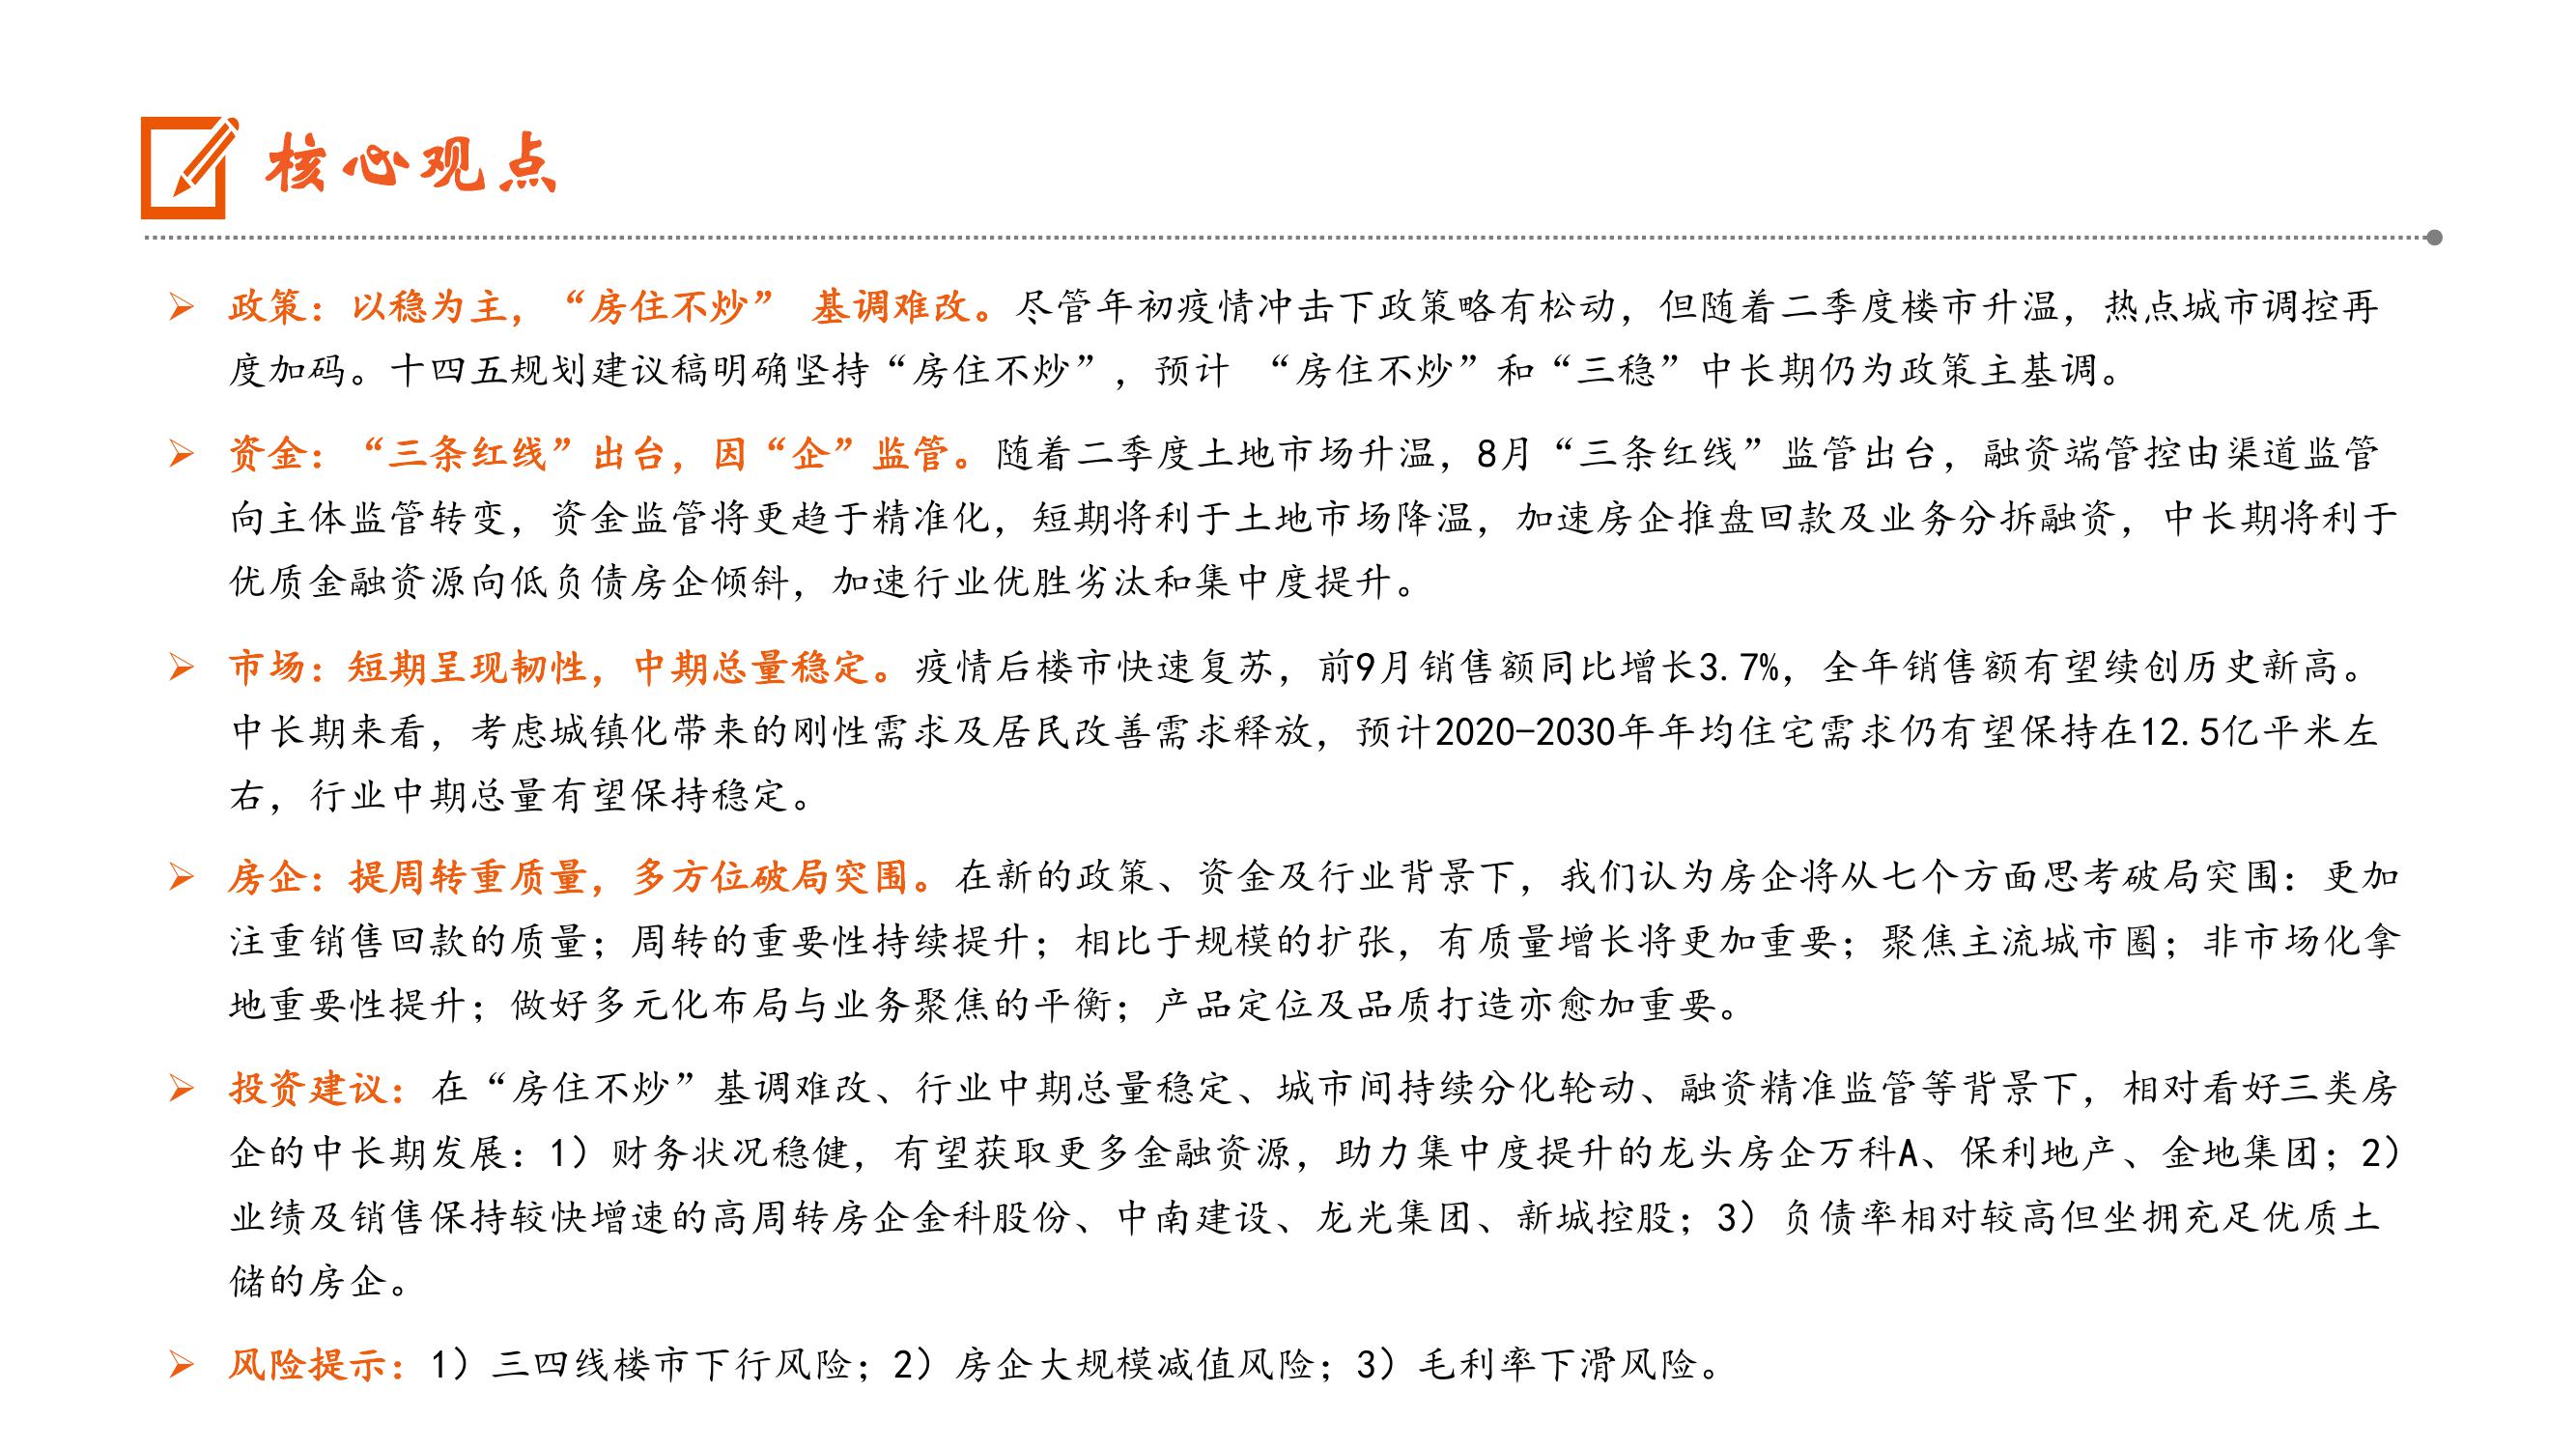 核心观点
政策：以稳为主，“房住不炒” 基调难改。尽管年初疫情冲击下政策略有松动，但随着二季度楼市升温，热点城市调控再
度加码。十四五规划建议稿明确坚持“房住不炒”，预计 “房住不炒”和“三稳”中长期仍为政策主基调。
资金：“三条红线”出台，因“企”监管。随着二季度土地市场升温，8月“三条红线”监管出台，融资端管控由渠道监管
向主体监管转变，资金监管将更趋于精准化，短期将利于土地市场降温，加速房企推盘回款及业务分拆融资，中长期将利于
优质金融资源向低负债房企倾斜，加速行业优胜劣汰和集中度提升。
市场：短期呈现韧性，中期总量稳定。疫情后楼市快速复苏，前9月销售额同比增长3.7%，全年销售额有望续创历史新高。
中长期来看，考虑城镇化带来的刚性需求及居民改善需求释放，预计2020-2030年年均住宅需求仍有望保持在12.5亿平米左
右，行业中期总量有望保持稳定。
房企：提周转重质量，多方位破局突围。在新的政策、资金及行业背景下，我们认为房企将从七个方面思考破局突围：更加
注重销售回款的质量；周转的重要性持续提升；相比于规模的扩张，有质量增长将更加重要；聚焦主流城市圈；非市场化拿
地重要性提升；做好多元化布局与业务聚焦的平衡；产品定位及品质打造亦愈加重要。
投资建议：在“房住不炒”基调难改、行业中期总量稳定、城市间持续分化轮动、融资精准监管等背景下，相对看好三类房
企的中长期发展：1）财务状况稳健，有望获取更多金融资源，助力集中度提升的龙头房企万科A、保利地产、金地集团；2）
业绩及销售保持较快增速的高周转房企金科股份、中南建设、龙光集团、新城控股；3）负债率相对较高但坐拥充足优质土
储的房企。
风险提示：1）三四线楼市下行风险；2）房企大规模减值风险；3）毛利率下滑风险。